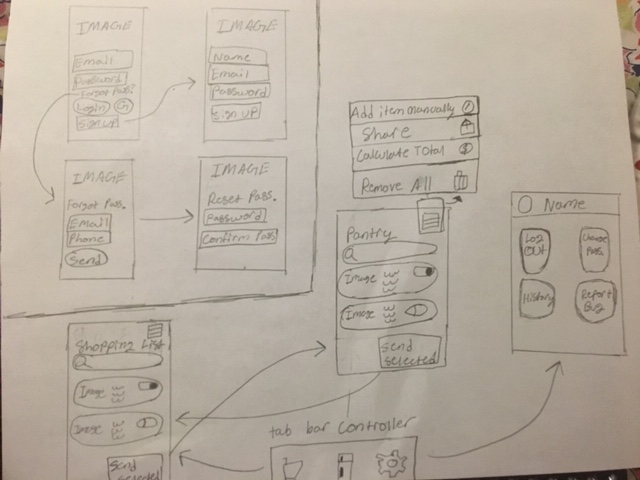 IMAGE
Email
Password
Forgot Pass?
Login
G
Sign up
IMAGE
Name
Email
Password
Sign UP
IMAGE
Forgot Pass.
Email
Phone
Send
IMAGE
Reset Pass.
Password
Confirm Pass
Add item manually
Share
Calculate Total $
Remove All
Pantry
Image
Image
Send
Selected
Name
Log
OUT
Change
Pass
History
Report
Bug
Shopping List
Image
Image
Send
Selected
tab bar Controller